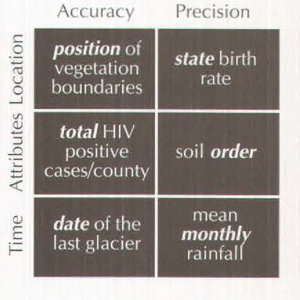 Accuracy Precision
Location
position of
vegetation
boundaries
state birth
rate
Attributes
total HIV
positive
cases/county
soil order
Time
date of the
last glacier
mean
monthly
rainfall